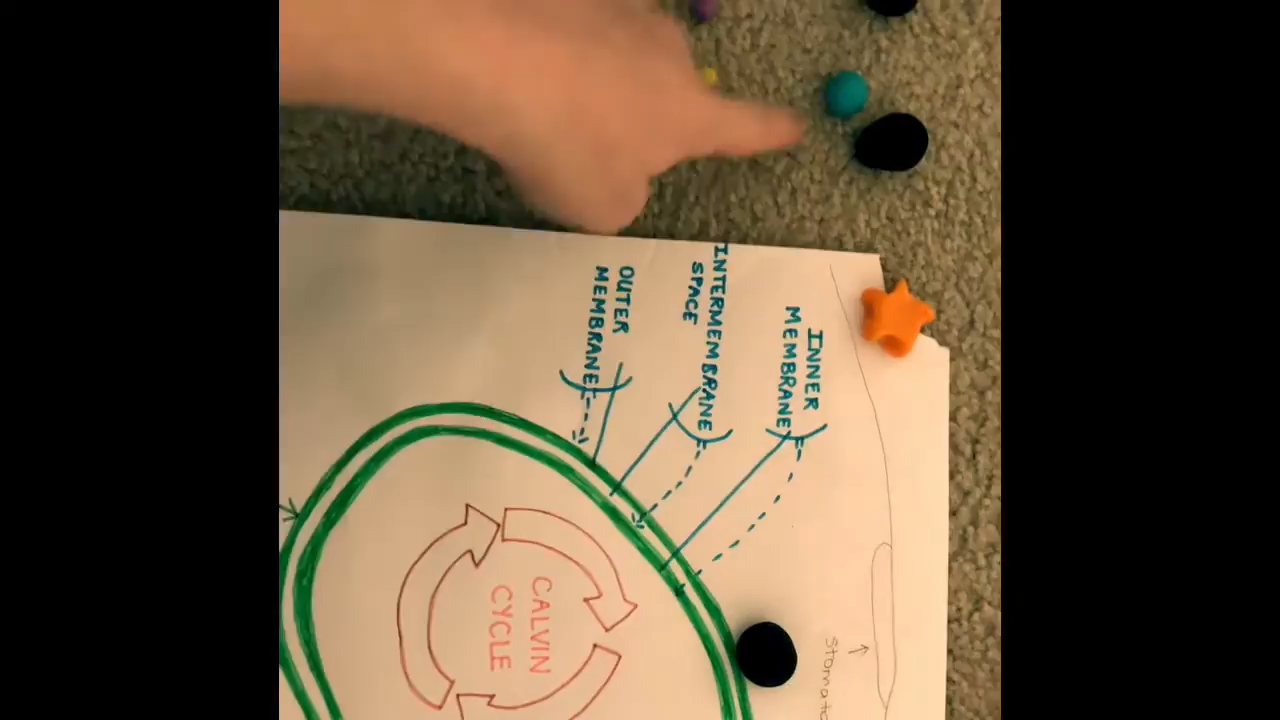 INNER
MEMBRANE
INTERMEMBRANE
SPACE
OUTER
MEMBRANE
CALVIN
CYCLE